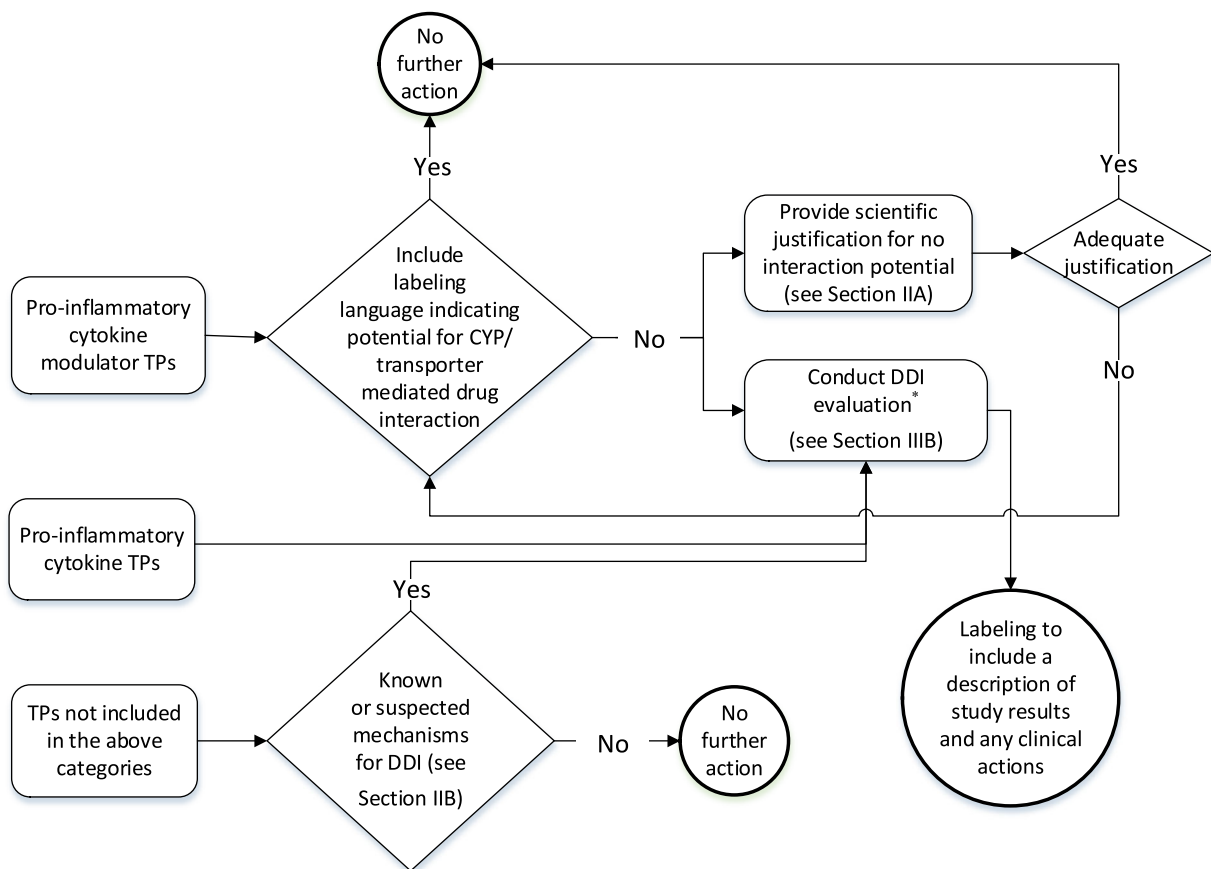 No
further
action
Yes
Include
labeling
language indicating
potential for CYP/
transporter
mediated drug
interaction
Pro-inflammatory
cytokine
modulator TPs
No
Provide scientific
justification for no
interaction potential
(see Section IIA)
Yes
Adequate
justification
No
Conduct DDI
evaluation*
(see Section IIIB)
Pro-inflammatory
cytokine TPs
Yes
Known
or suspected
mechanisms
for DDI (see
Section IIB)
TPs not included
in the above
categories
No
No
further
action
Labeling to
include a
description of
study results
and any clinical
actions